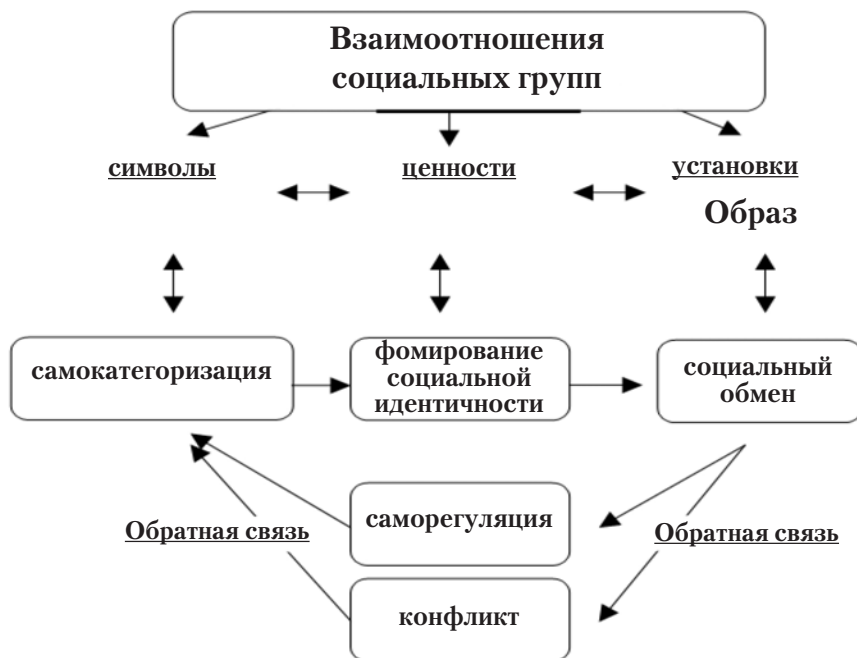 Взаимоотношения
социальных групп
символы
ценности
установки
Образ
самокатегоризация
фомирование
социальной
идентичности
социальный
обмен
саморегуляция
Обратная связь
Обратная связь
конфликт